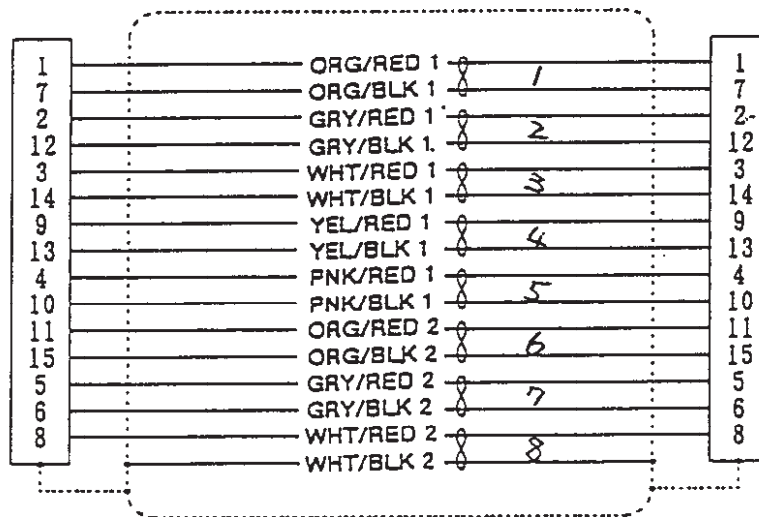 1 ORG/RED 1 1
7 ORG/BLK 1 1 7
2 GRY/RED 1 2-
12 GRY/BLK 1. 2 12
3 WHT/RED 1 3
14 WHT/BLK 1 3 14
9 YEL/RED 1 9
13 YEL/BLK 1 4 13
4 PNK/RED 1 4
10 PNK/BLK 1 5 10
11 ORG/RED 2 11
15 ORG/BLK 2 6 15
5 GRY/RED 2 5
6 GRY/BLK 2 7 6
8 WHT/RED 2 8
WHT/BLK 2 8